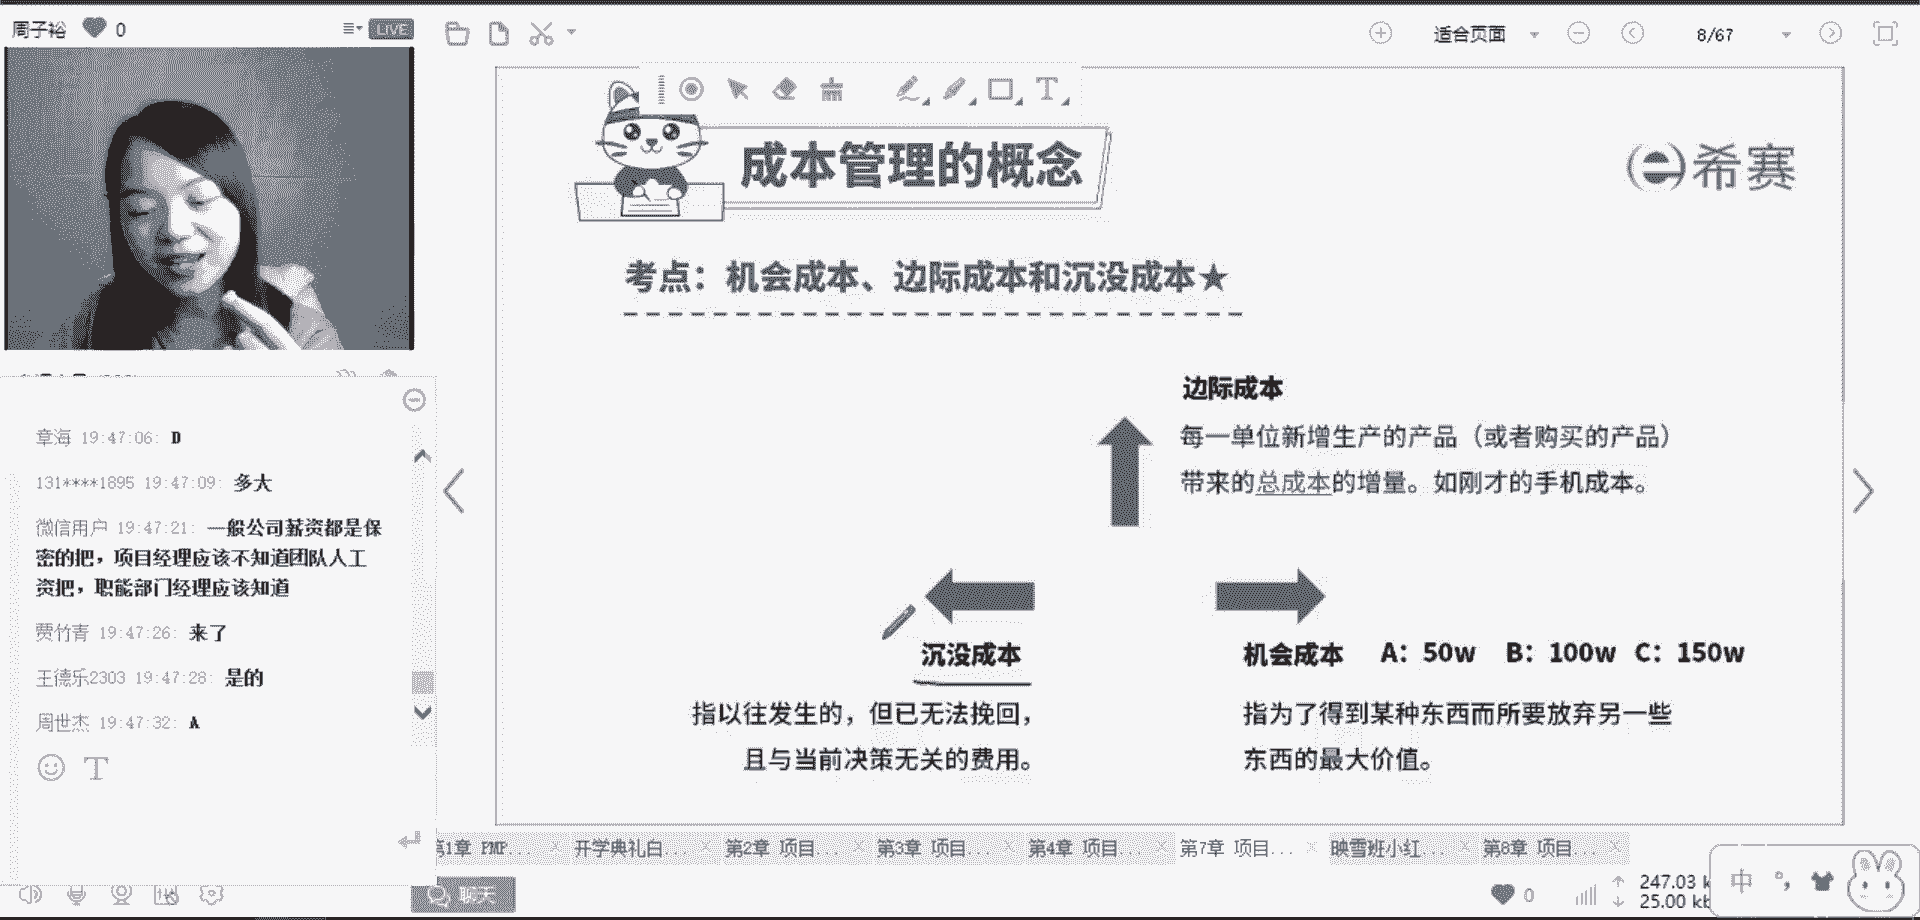 周子裕 0 LIVE
适合页面 8/67
成本管理的概念
希赛
考点：机会成本、边际成本和沉没成本★
边际成本
每一单位新增生产的产品（或者购买的产品）
带来的总成本的增量。如刚才的手机成本。
沉没成本
指以往发生的，但已无法挽回，
且与当前决策无关的费用。
机会成本 A：50w B：100w C：150w
指为了得到某种东西而所要放弃另一些
东西的最大价值。
章海 19:47:06: D
131****1895 19:47:09: 多大
微信用户 19:47:21: 一般公司薪资都是保
密的把，项目经理应该不知道团队人工
资把，职能部门经理应该知道
贾竹青 19:47:26: 来了
王德乐2303 19:47:28: 是的
周世杰 19:47:32: A
T
第1章 PMP... 开学典礼白... 第2章 项目... 第3章 项目... 第4章 项目... 第7章 项目... 映雪班小红... 第8章 项目...
聊天
0
247.03 k
25.00 kb
中